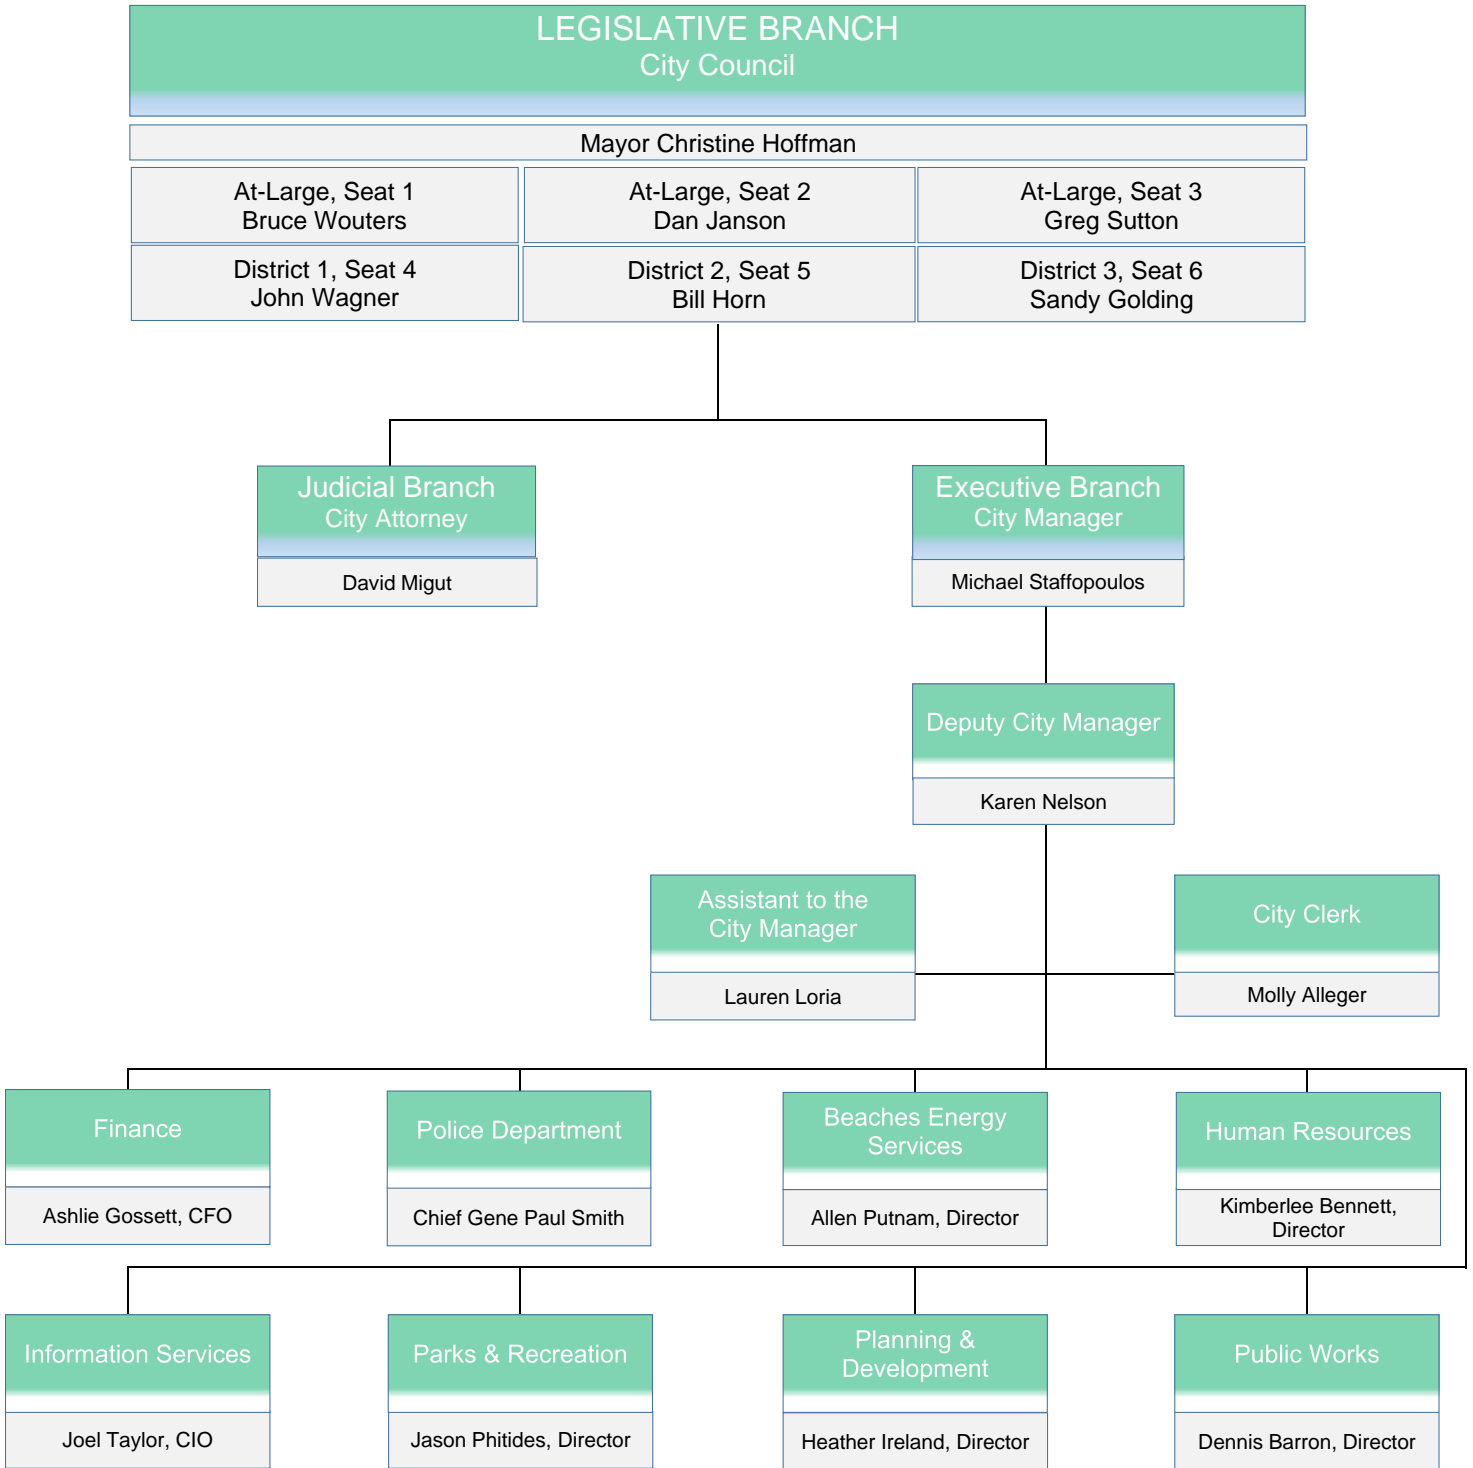 LEGISLATIVE BRANCH
City Council
Mayor Christine Hoffman
At-Large, Seat 1
Bruce Wouters
At-Large, Seat 2
Dan Janson
At-Large, Seat 3
Greg Sutton
District 1, Seat 4
John Wagner
District 2, Seat 5
Bill Horn
District 3, Seat 6
Sandy Golding
Judicial Branch
City Attorney
David Migut
Executive Branch
City Manager
Michael Staffopoulos
Deputy City Manager
Karen Nelson
Assistant to the
City Manager
Lauren Loria
City Clerk
Molly Alleger
Finance
Ashlie Gossett, CFO
Police Department
Chief Gene Paul Smith
Beaches Energy
Services
Allen Putnam, Director
Human Resources
Kimberlee Bennett,
Director
Information Services
Joel Taylor, CIO
Parks & Recreation
Jason Phitides, Director
Planning &
Development
Heather Ireland, Director
Public Works
Dennis Barron, Director